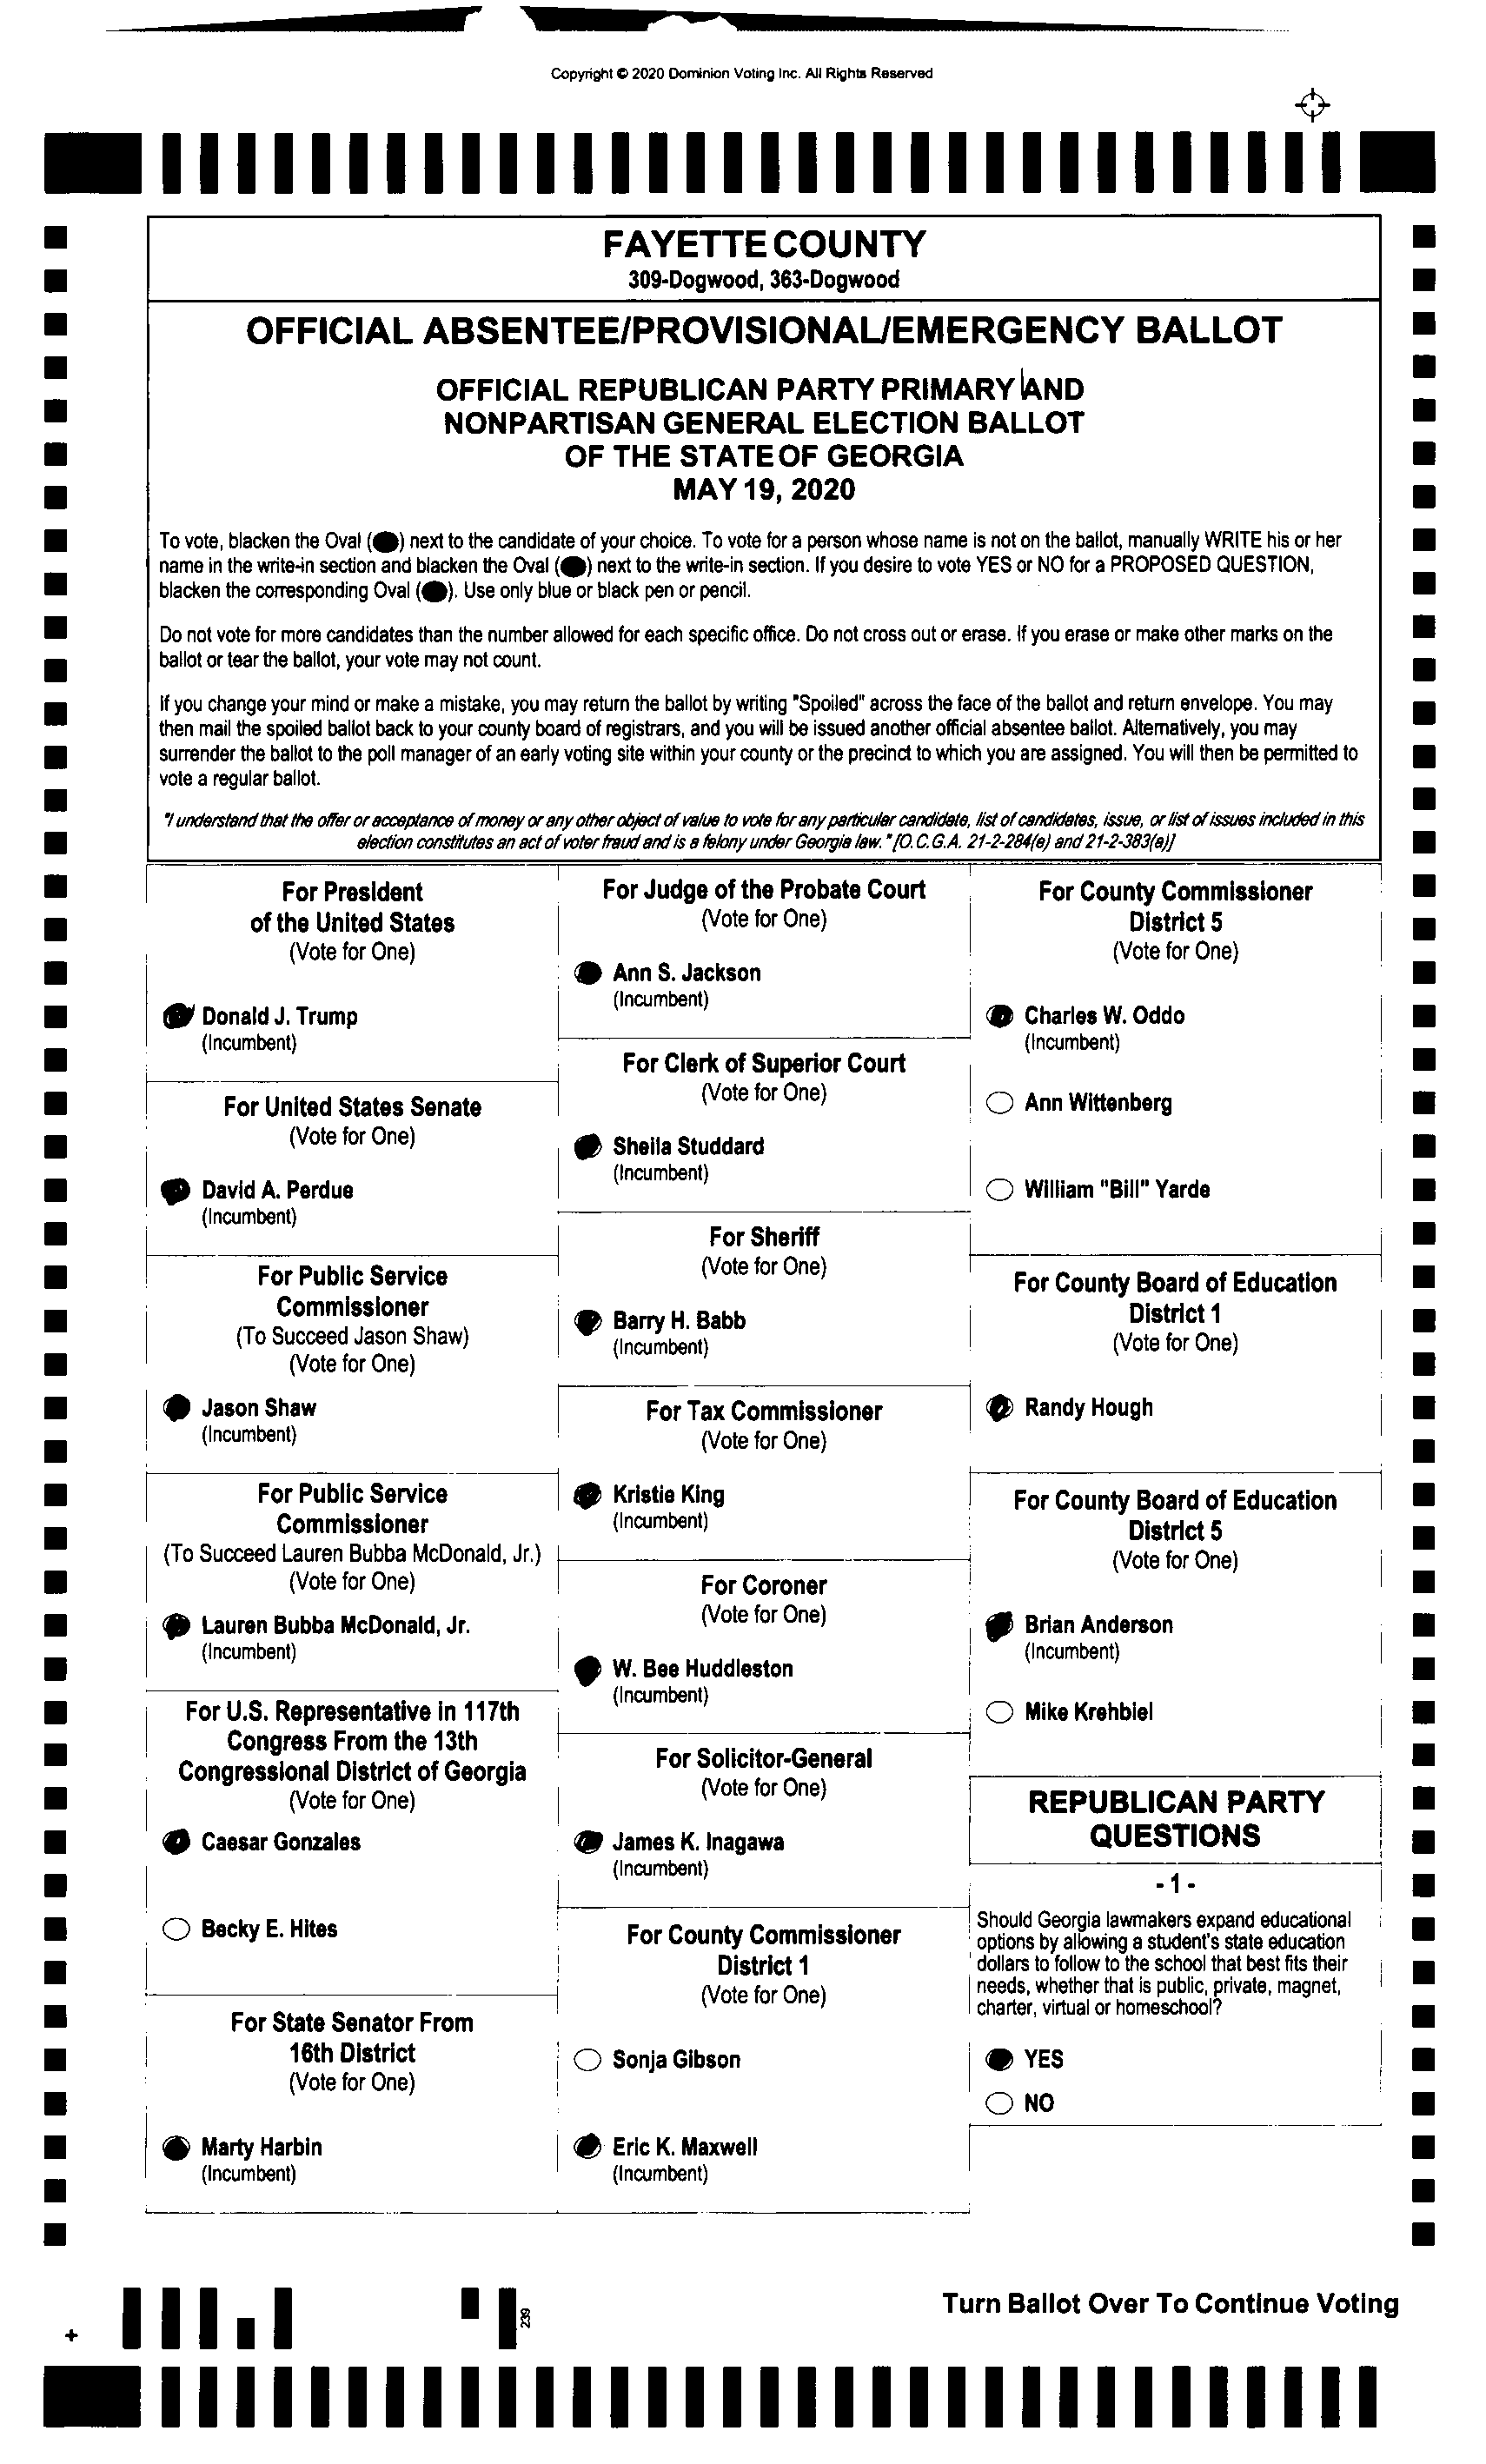 Copyright © 2020 Dominion Voting Inc. All Rights Reserved
FAYETTE COUNTY
309-Dogwood, 363-Dogwood
OFFICIAL ABSENTEE/PROVISIONAL/EMERGENCY BALLOT
OFFICIAL REPUBLICAN PARTY PRIMARY AND
NONPARTISAN GENERAL ELECTION BALLOT
OF THE STATE OF GEORGIA
MAY 19, 2020
To vote, blacken the Oval (●) next to the candidate of your choice. To vote for a person whose name is not on the ballot, manually WRITE his or her
name in the write-in section and blacken the Oval (●) next to the write-in section. If you desire to vote YES or NO for a PROPOSED QUESTION,
blacken the corresponding Oval (●). Use only blue or black pen or pencil.
Do not vote for more candidates than the number allowed for each specific office. Do not cross out or erase. If you erase or make other marks on the
ballot or tear the ballot, your vote may not count.
If you change your mind or make a mistake, you may return the ballot by writing "Spoiled" across the face of the ballot and return envelope. You may
then mail the spoiled ballot back to your county board of registrars, and you will be issued another official absentee ballot. Alternatively, you may
surrender the ballot to the poll manager of an early voting site within your county or the precinct to which you are assigned. You will then be permitted to
vote a regular ballot.
"I understand that the offer or acceptance of money or any other object of value to vote for any particular candidate, list of candidates, issue, or list of issues included in this
election constitutes an act of voter fraud and is a felony under Georgia law." [O.C.G.A. 21-2-284(e) and 21-2-383(a)]
For President
of the United States
(Vote for One)
Donald J. Trump
(Incumbent)
For United States Senate
(Vote for One)
David A. Perdue
(Incumbent)
For Public Service
Commissioner
(To Succeed Jason Shaw)
(Vote for One)
Jason Shaw
(Incumbent)
For Public Service
Commissioner
(To Succeed Lauren Bubba McDonald, Jr.)
(Vote for One)
Lauren Bubba McDonald, Jr.
(Incumbent)
For U.S. Representative in 117th
Congress From the 13th
Congressional District of Georgia
(Vote for One)
Caesar Gonzales
Becky E. Hites
For State Senator From
16th District
(Vote for One)
Marty Harbin
(Incumbent)
For Judge of the Probate Court
(Vote for One)
Ann S. Jackson
(Incumbent)
For Clerk of Superior Court
(Vote for One)
Sheila Studdard
(Incumbent)
For Sheriff
(Vote for One)
Barry H. Babb
(Incumbent)
For Tax Commissioner
(Vote for One)
Kristie King
(Incumbent)
For Coroner
(Vote for One)
W. Bee Huddleston
(Incumbent)
For Solicitor-General
(Vote for One)
James K. Inagawa
(Incumbent)
For County Commissioner
District 1
(Vote for One)
Sonja Gibson
Eric K. Maxwell
(Incumbent)
For County Commissioner
District 5
(Vote for One)
Charles W. Oddo
(Incumbent)
Ann Wittenberg
William "Bill" Yarde
For County Board of Education
District 1
(Vote for One)
Randy Hough
For County Board of Education
District 5
(Vote for One)
Brian Anderson
(Incumbent)
Mike Krehbiel
REPUBLICAN PARTY
QUESTIONS
- 1 -
Should Georgia lawmakers expand educational
options by allowing a student's state education
dollars to follow to the school that best fits their
needs, whether that is public, private, magnet,
charter, virtual or homeschool?
YES
NO
Turn Ballot Over To Continue Voting
239